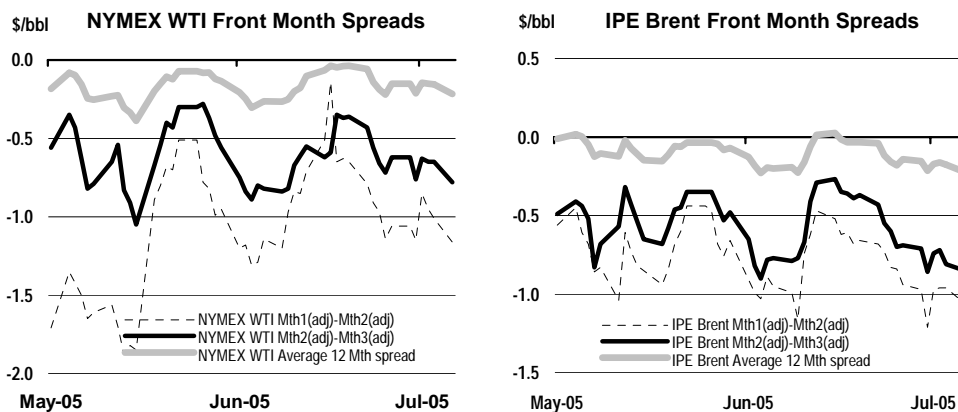 $/bbl
NYMEX WTI Front Month Spreads
0.0
-0.5
-1.0
-1.5
-2.0
NYMEX WTI Mth1(adj)-Mth2(adj)
NYMEX WTI Mth2(adj)-Mth3(adj)
NYMEX WTI Average 12 Mth spread
May-05
Jun-05
Jul-05
$/bbl
IPE Brent Front Month Spreads
0.5
0.0
-0.5
-1.0
-1.5
IPE Brent Mth1(adj)-Mth2(adj)
IPE Brent Mth2(adj)-Mth3(adj)
IPE Brent Average 12 Mth spread
May-05
Jun-05
Jul-05